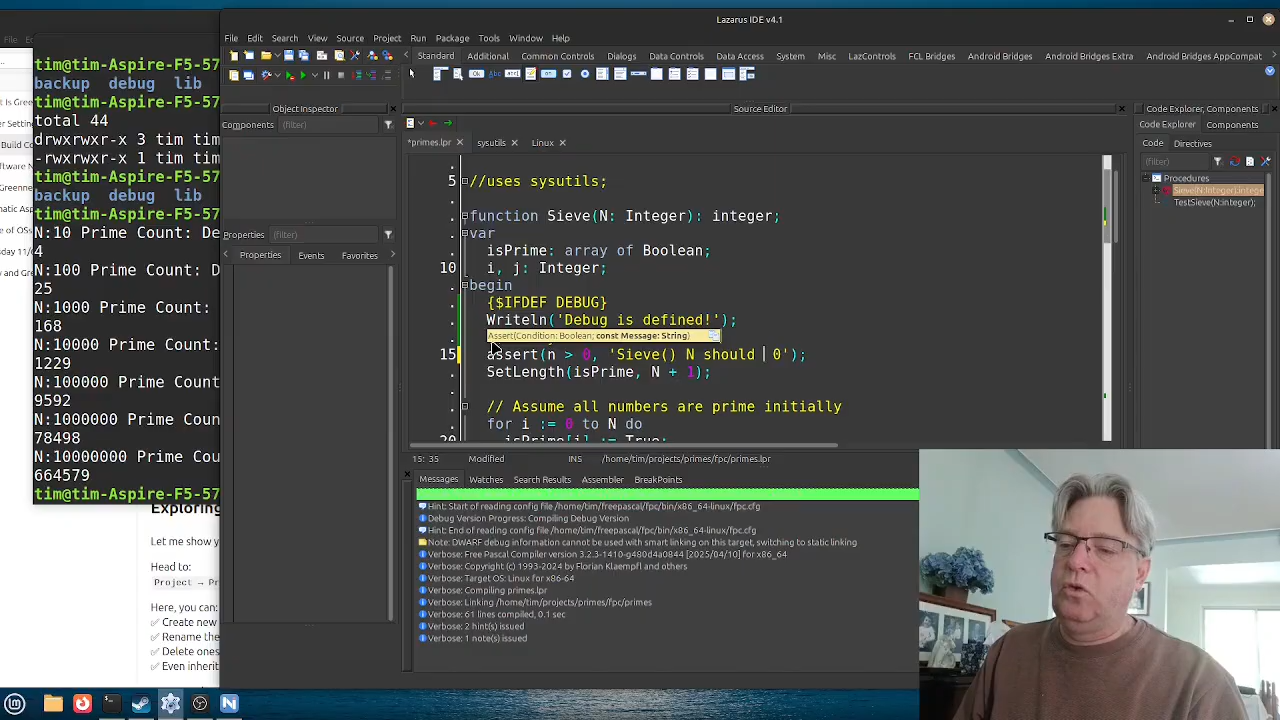 Lazarus IDE v4.1
File Edit Search View Source Project Run Package Tools Window Help
Standard Additional Common Controls Dialogs Data Controls Data Access System Misc LazControls FCL Bridges Android Bridges Android Bridges Extra Android Bridges AppCompat
Object Inspector
Components (filter)
Properties (filter)
Properties Events Favorites
Source Editor
*primes.lpr sysutils Linux
5 //uses sysutils;
function Sieve(N: Integer): integer;
var
isPrime: array of Boolean;
10 i, j: Integer;
begin
{$IFDEF DEBUG}
Writeln('Debug is defined!');
Assert(Condition: Boolean; const Message: String)
15 assert(n > 0, 'Sieve() N should 0');
SetLength(isPrime, N + 1);
// Assume all numbers are prime initially
for i := 0 to N do
20 isPrime[i] := True;
15: 35 Modified INS /home/tim/projects/primes/fpc/primes.lpr
Code Explorer, Components
Code Explorer Components
Code Directives
(filter)
Procedures
Sieve(N:Integer):intege
TestSieve(N:integer);
Messages Watches Search Results Assembler BreakPoints
Hint: Start of reading config file /home/tim/freepascal/fpc/bin/x86_64-linux/fpc.cfg
Debug Version Progress: Compiling Debug Version
Hint: End of reading config file /home/tim/freepascal/fpc/bin/x86_64-linux/fpc.cfg
Note: DWARF debug information cannot be used with smart linking on this target, switching to static linking
Verbose: Free Pascal Compiler version 3.2.3-1410-g480d4a0844 [2025/04/10] for x86_64
Verbose: Copyright (c) 1993-2024 by Florian Klaempfl and others
Verbose: Target OS: Linux for x86-64
Verbose: Compiling primes.lpr
Verbose: Linking /home/tim/projects/primes/fpc/primes
Verbose: 61 lines compiled, 0.1 sec
Verbose: 2 hint(s) issued
Verbose: 1 note(s) issued
tim@tim-Aspire-F5-57
backup debug lib
tim@tim-Aspire-F5-57
total 44
drwxrwxr-x 3 tim tim
-rwxrwxr-x 1 tim tim
tim@tim-Aspire-F5-57
backup debug lib
tim@tim-Aspire-F5-57
N:10 Prime Count: De
4
N:100 Prime Count: D
25
N:1000 Prime Count:
168
1229
N:100000 Prime Count
9592
N:1000000 Prime Coun
78498
N:10000000 Prime Cou
664579
tim@tim-Aspire-F5-57
Exploring
Let me show y
Head to:
Project → Pr
Here, you can:
✅ Create new
✅ Rename the
✅ Delete ones
✅ Even inherit